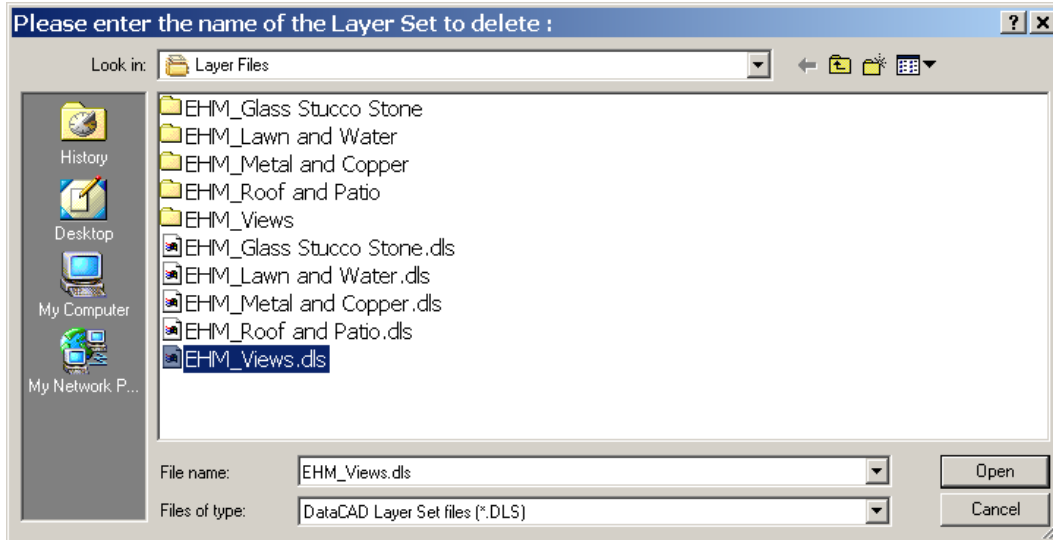 Please enter the name of the Layer Set to delete :
Look in: Layer Files
History
Desktop
My Computer
My Network P...
EHM_Glass Stucco Stone
EHM_Lawn and Water
EHM_Metal and Copper
EHM_Roof and Patio
EHM_Views
EHM_Glass Stucco Stone.dls
EHM_Lawn and Water.dls
EHM_Metal and Copper.dls
EHM_Roof and Patio.dls
EHM_Views.dls
File name: EHM_Views.dls Open
Files of type: DataCAD Layer Set files (*.DLS) Cancel